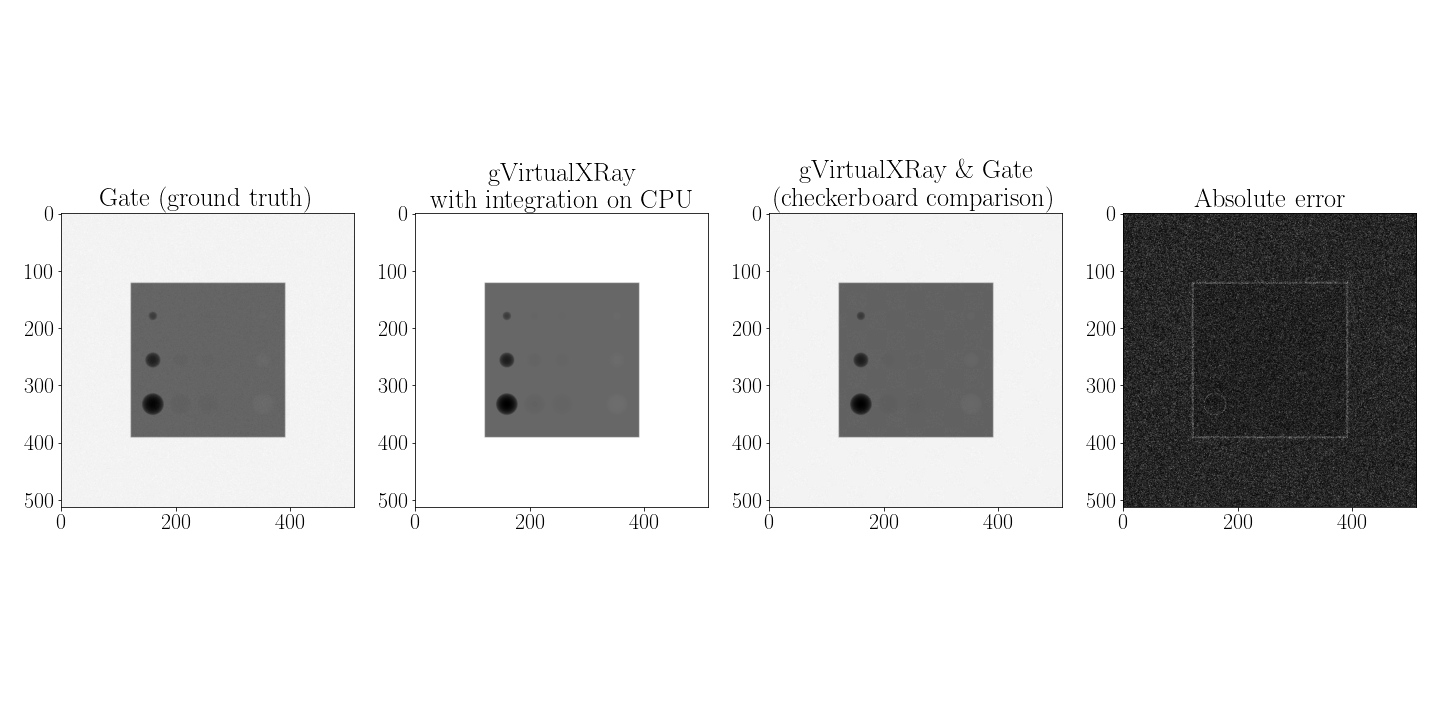 Gate (ground truth)
0
100
200
300
400
500
0 200 400
gVirtualXRay
with integration on CPU
0
100
200
300
400
500
0 200 400
gVirtualXRay & Gate
(checkerboard comparison)
0
100
200
300
400
500
0 200 400
Absolute error
0
100
200
300
400
500
0 200 400